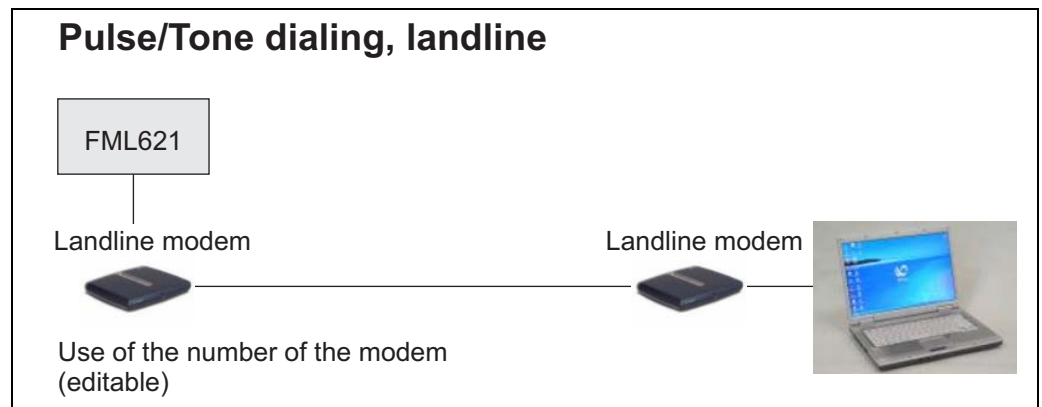 Pulse/Tone dialing, landline
FML621
Landline modem
Landline modem
Use of the number of the modem
(editable)